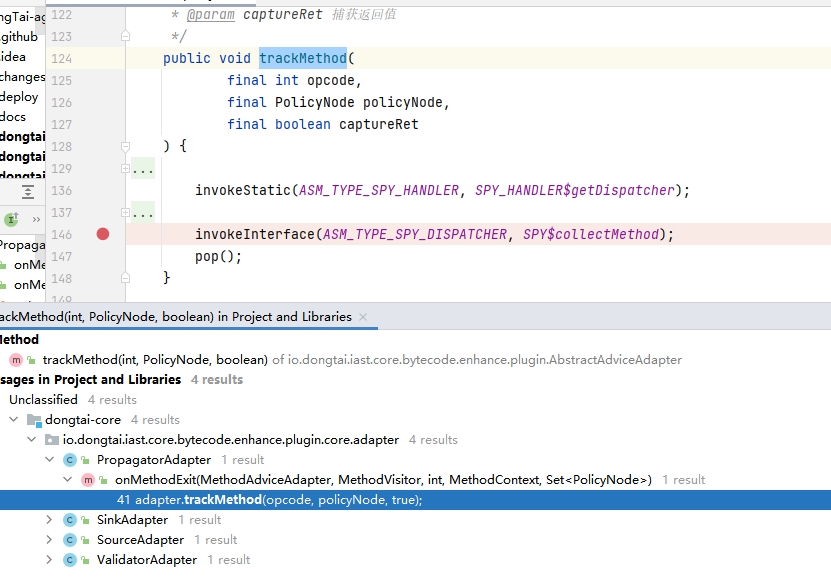 ngTai-ag
.github
.idea
changes
deploy
docs
dongtai
dongtai
dongtai
Propaga
onMe
onMe
122 * @param captureRet 捕获返回值
123 */
124 public void trackMethod(
125 final int opcode,
126 final PolicyNode policyNode,
127 final boolean captureRet
128 ) {
129 ...
136 invokeStatic(ASM_TYPE_SPY_HANDLER, SPY_HANDLER$getDispatcher);
137 ...
146 invokeInterface(ASM_TYPE_SPY_DISPATCHER, SPY$collectMethod);
147 pop();
148 }
149
ackMethod(int, PolicyNode, boolean) in Project and Libraries
Method
trackMethod(int, PolicyNode, boolean) of io.dongtai.iast.core.bytecode.enhance.plugin.AbstractAdviceAdapter
sages in Project and Libraries 4 results
Unclassified 4 results
dongtai-core 4 results
io.dongtai.iast.core.bytecode.enhance.plugin.core.adapter 4 results
PropagatorAdapter 1 result
onMethodExit(MethodAdviceAdapter, MethodVisitor, int, MethodContext, Set<PolicyNode>) 1 result
41 adapter.trackMethod(opcode, policyNode, true);
SinkAdapter 1 result
SourceAdapter 1 result
ValidatorAdapter 1 result